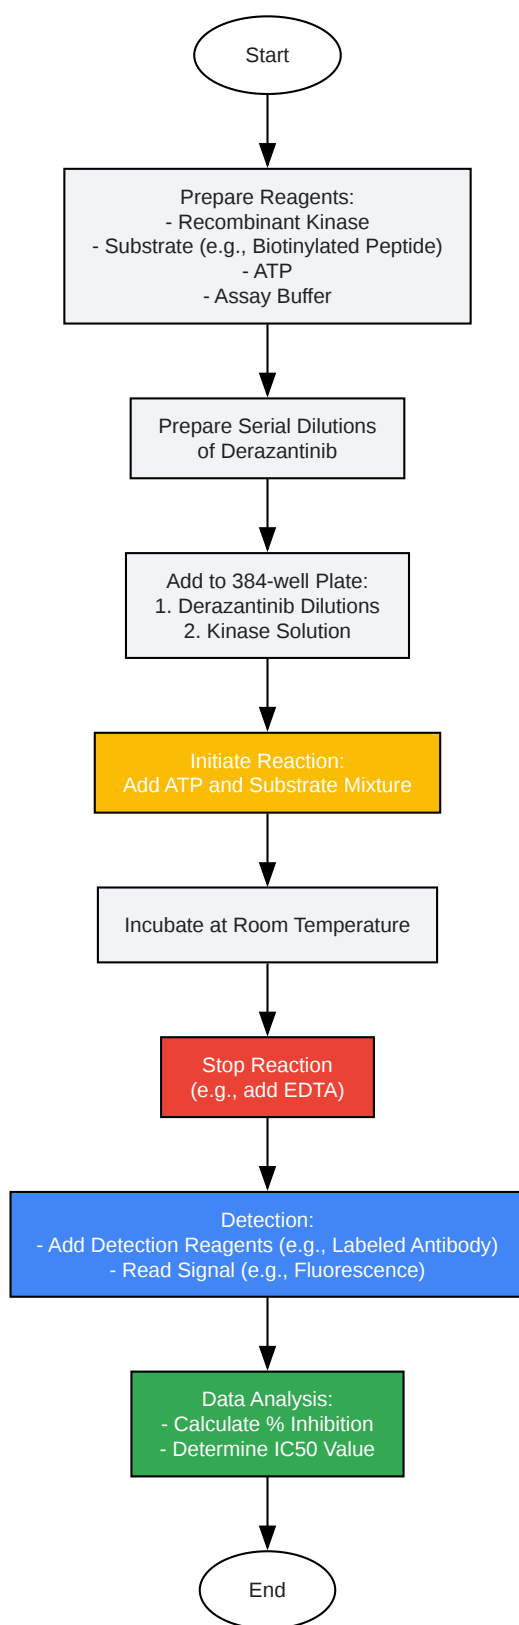 Start
Prepare Reagents:
- Recombinant Kinase
- Substrate (e.g., Biotinylated Peptide)
- ATP
- Assay Buffer
Prepare Serial Dilutions
of Derazantinib
Add to 384-well Plate:
1. Derazantinib Dilutions
2. Kinase Solution
Initiate Reaction:
Add ATP and Substrate Mixture
Incubate at Room Temperature
Stop Reaction
(e.g., add EDTA)
Detection:
- Add Detection Reagents (e.g., Labeled Antibody)
- Read Signal (e.g., Fluorescence)
Data Analysis:
- Calculate % Inhibition
- Determine IC50 Value
End